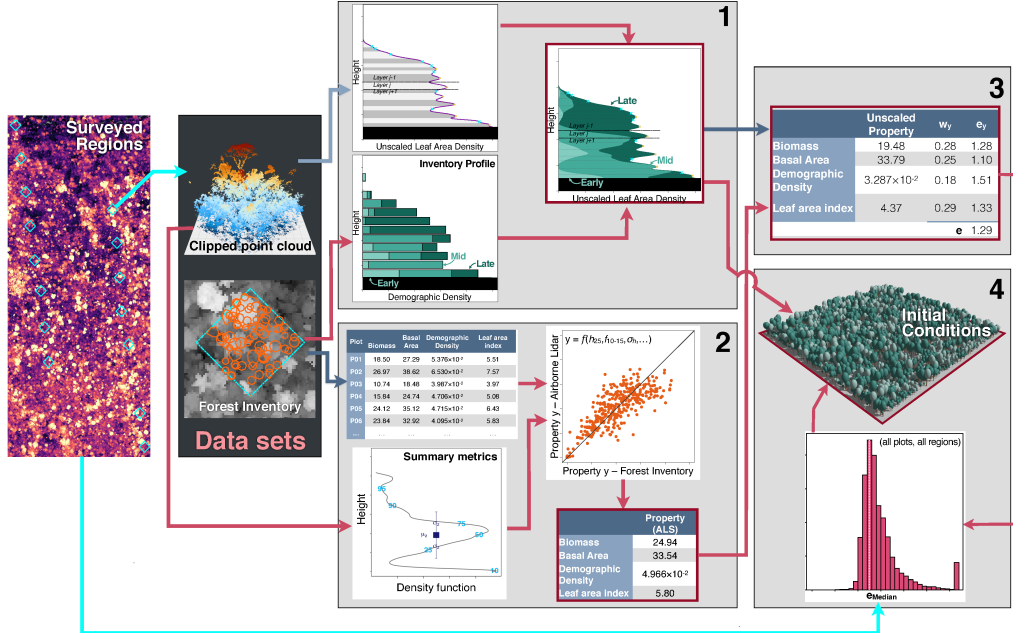 Surveyed
Regions
Clipped point cloud
Forest Inventory
Data sets
1
Height
Layer j-1
Layer j
Layer j+1
Unscaled Leaf Area Density
Inventory Profile
Height
Mid
Late
Early
Demographic Density
Height
Late
Layer j-1
Layer j
Layer j+1
Mid
Early
Unscaled Leaf Area Density
2
Plot Biomass Basal Area Demographic Density Leaf area index
P01 18.50 27.29 5.376×10-2 5.51
P02 26.97 38.62 6.530×10-2 7.57
P03 10.74 18.48 3.987×10-2 3.97
P04 15.84 24.74 4.706×10-2 5.08
P05 24.12 35.12 4.715×10-2 6.43
P06 23.84 32.92 4.095×10-2 5.83
... ... ... ... ...
Summary metrics
Height
95
90
75
50
25
10
Density function
y = f(h25,f10-15,σh,...)
Property y – Airborne Lidar
Property y – Forest Inventory
Property
(ALS)
Biomass 24.94
Basal Area 33.54
Demographic Density 4.966×10-2
Leaf area index 5.80
3
Unscaled Property wy ey
Biomass 19.48 0.28 1.28
Basal Area 33.79 0.25 1.10
Demographic Density 3.287×10-2 0.18 1.51
Leaf area index 4.37 0.29 1.33
e 1.29
4
Initial
Conditions
(all plots, all regions)
eMedian